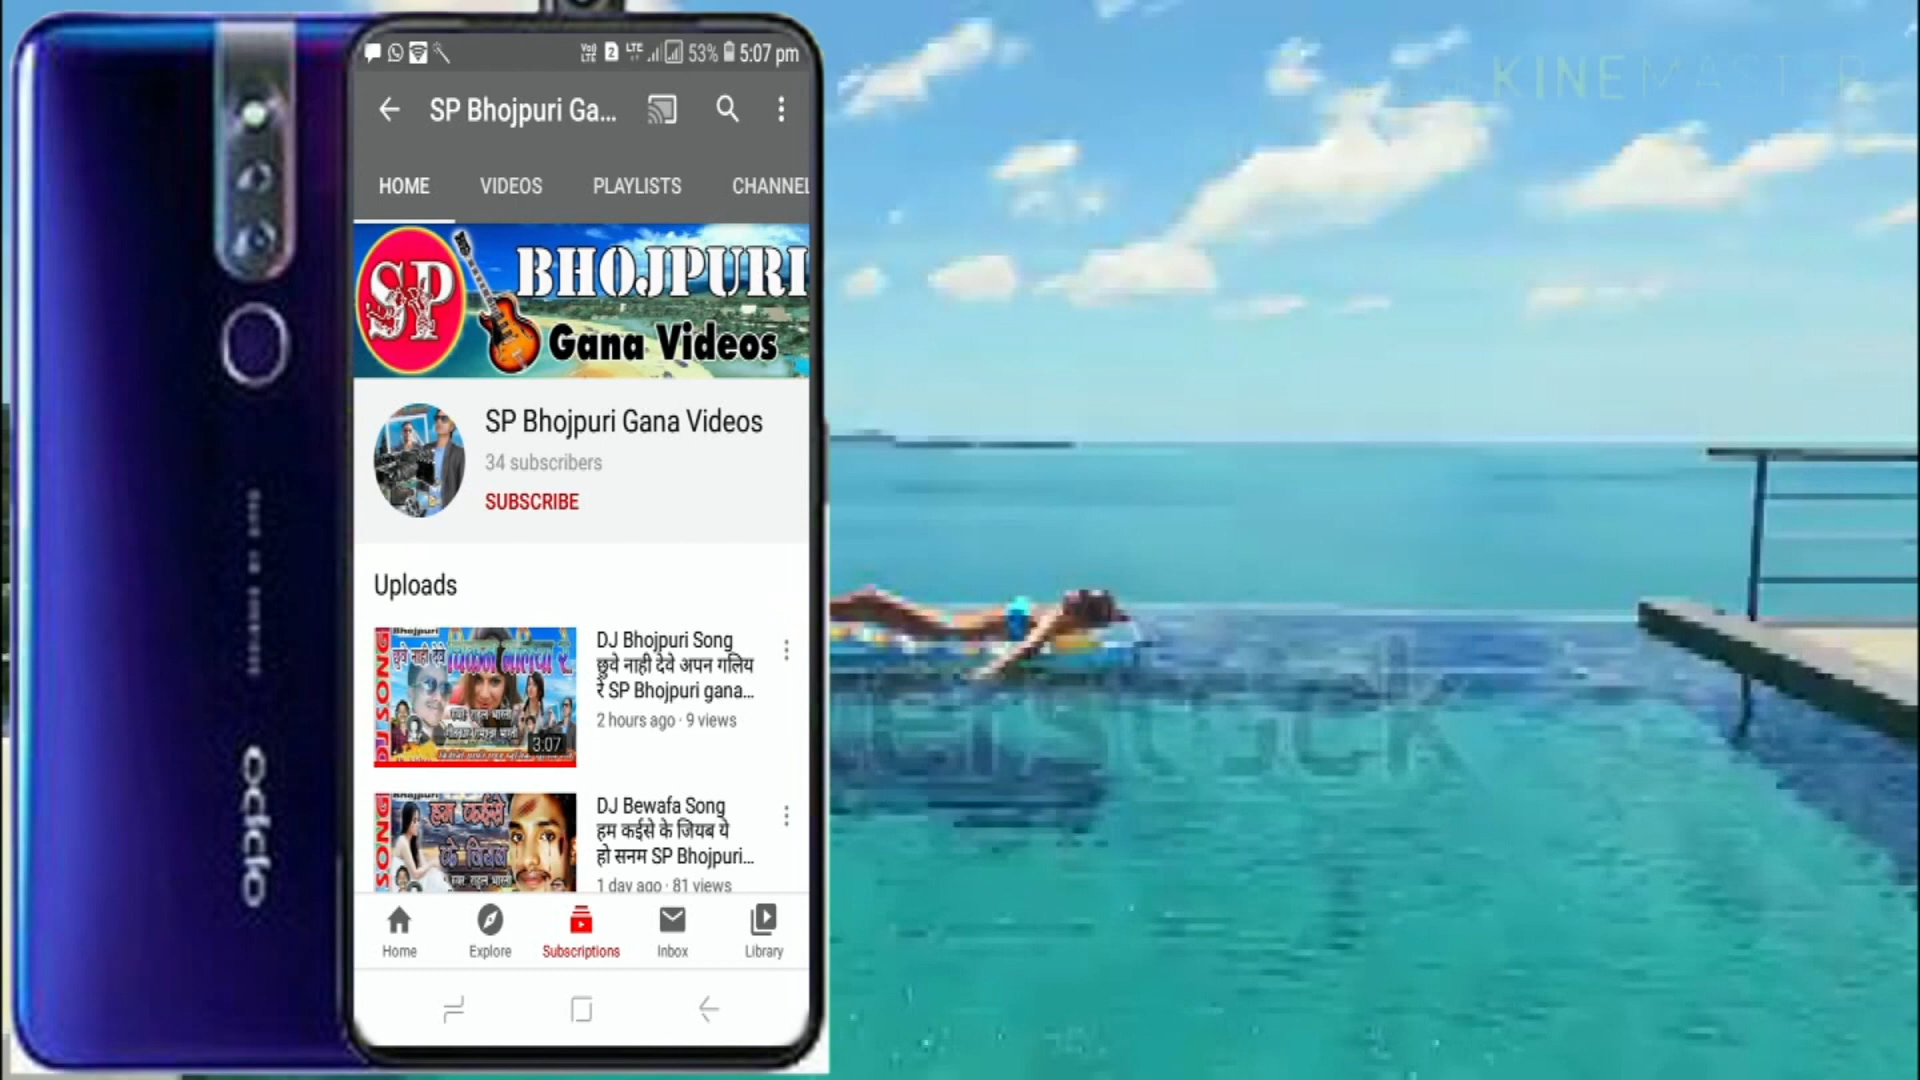 53% 5:07 pm
SP Bhojpuri Ga...
HOME VIDEOS PLAYLISTS CHANNEL
SP BHOJPURI
Gana Videos
SP Bhojpuri Gana Videos
34 subscribers
SUBSCRIBE
Uploads
Bhojpuri
DJ SONG
3:07
DJ Bhojpuri Song
छुवे नाही देवे अपन गलिय
रे SP Bhojpuri gana...
2 hours ago · 9 views
SONG
DJ Bewafa Song
हम कईसे के जियब ये
हो सनम SP Bhojpuri...
1 day ago · 81 views
Home Explore Subscriptions Inbox Library
oppo
KINEMASTER
erstock